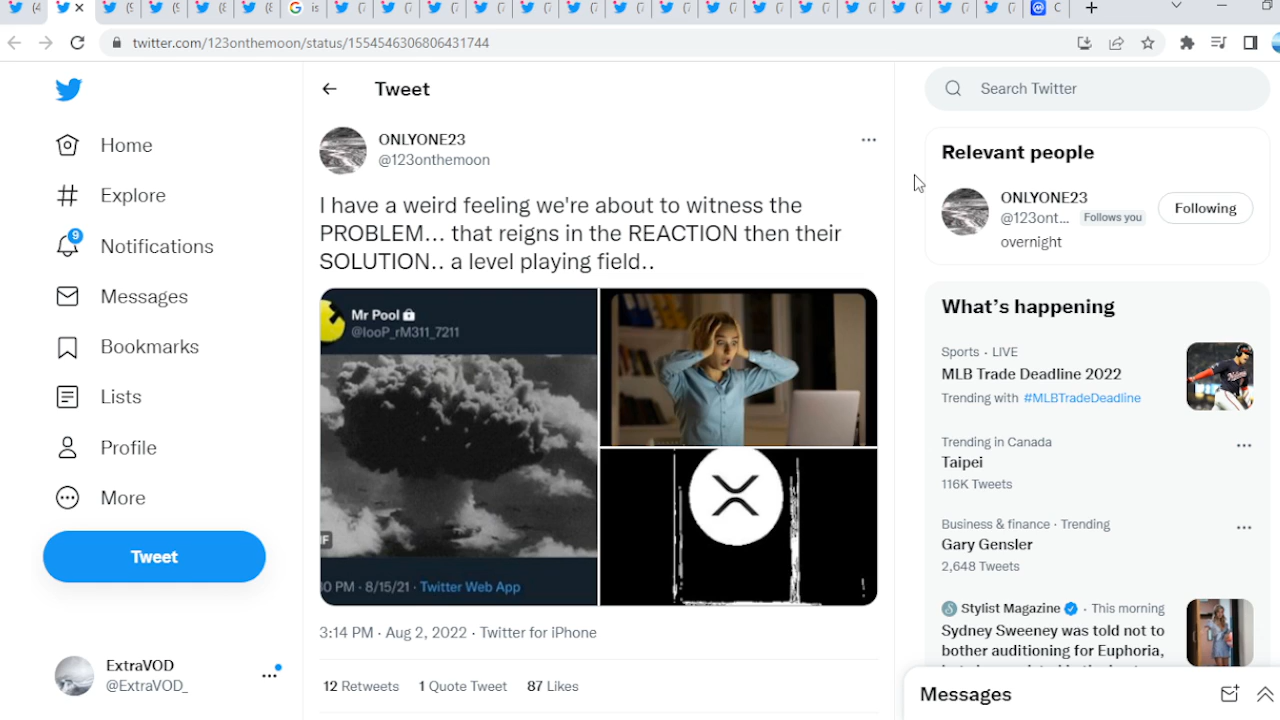 twitter.com/123onthemoon/status/1554546306806431744
Home
Explore
9
Notifications
Messages
Bookmarks
Lists
Profile
More
Tweet
ExtraVOD
@ExtraVOD_
Tweet
ONLYONE23
@123onthemoon
I have a weird feeling we're about to witness the
PROBLEM... that reigns in the REACTION then their
SOLUTION.. a level playing field..
Mr Pool
@looP_rM311_7211
0 PM · 8/15/21 · Twitter Web App
3:14 PM · Aug 2, 2022 · Twitter for iPhone
12 Retweets 1 Quote Tweet 87 Likes
Search Twitter
Relevant people
ONLYONE23
@123ont... Follows you
Following
overnight
What's happening
Sports · LIVE
MLB Trade Deadline 2022
Trending with #MLBTradeDeadline
Trending in Canada
Taipei
116K Tweets
Business & finance · Trending
Gary Gensler
2,648 Tweets
Stylist Magazine · This morning
Sydney Sweeney was told not to
bother auditioning for Euphoria,
Messages